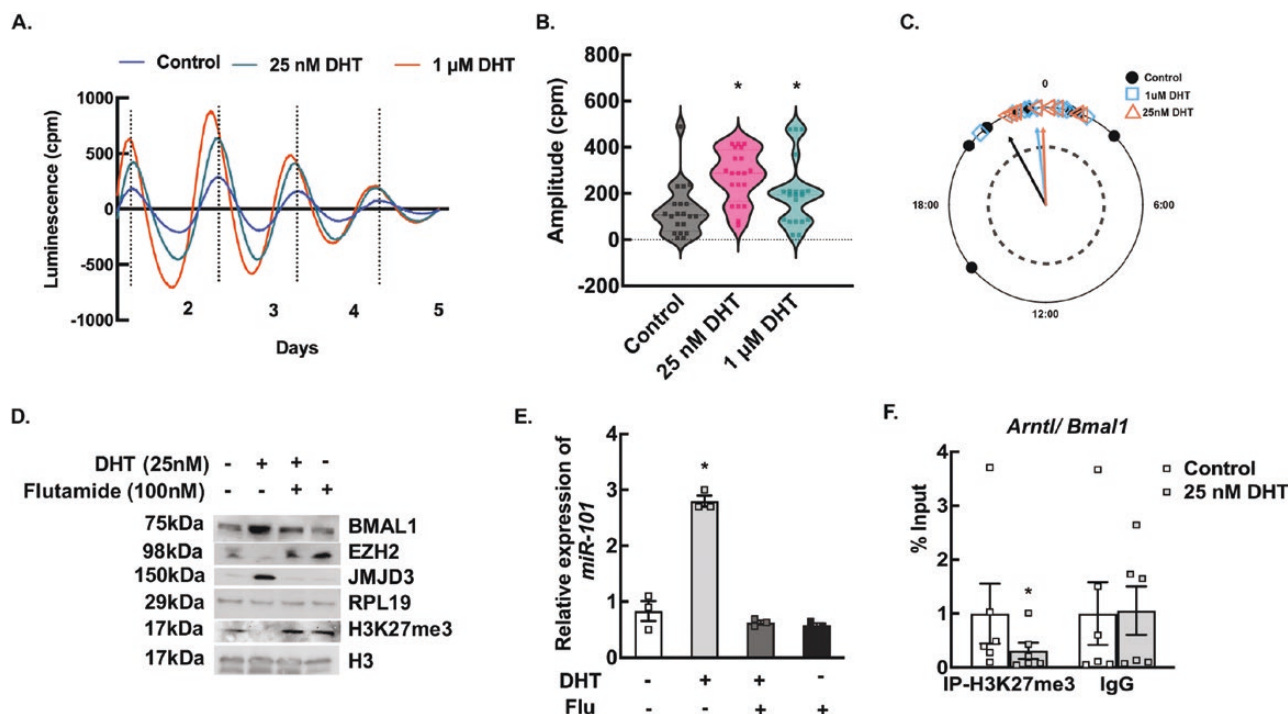 A.
Control 25 nM DHT 1 µM DHT
Luminescence (cpm)
1000
500
0
-500
-1000
2 3 4 5
Days
B.
Amplitude (cpm)
800
600
400
200
0
-200
* *
Control
25 nM DHT
1 µM DHT
C.
0
6:00
12:00
18:00
Control
1uM DHT
25nM DHT
D.
DHT (25nM) - + + -
Flutamide (100nM) - - + +
75kDa BMAL1
98kDa EZH2
150kDa JMJD3
29kDa RPL19
17kDa H3K27me3
17kDa H3
E.
Relative expression of
miR-101
4
3
2
1
0
*
DHT - + + -
Flu - - + +
F.
Arntl/ Bmal1
% Input
4
3
2
1
0
*
Control
25 nM DHT
IP-H3K27me3 IgG